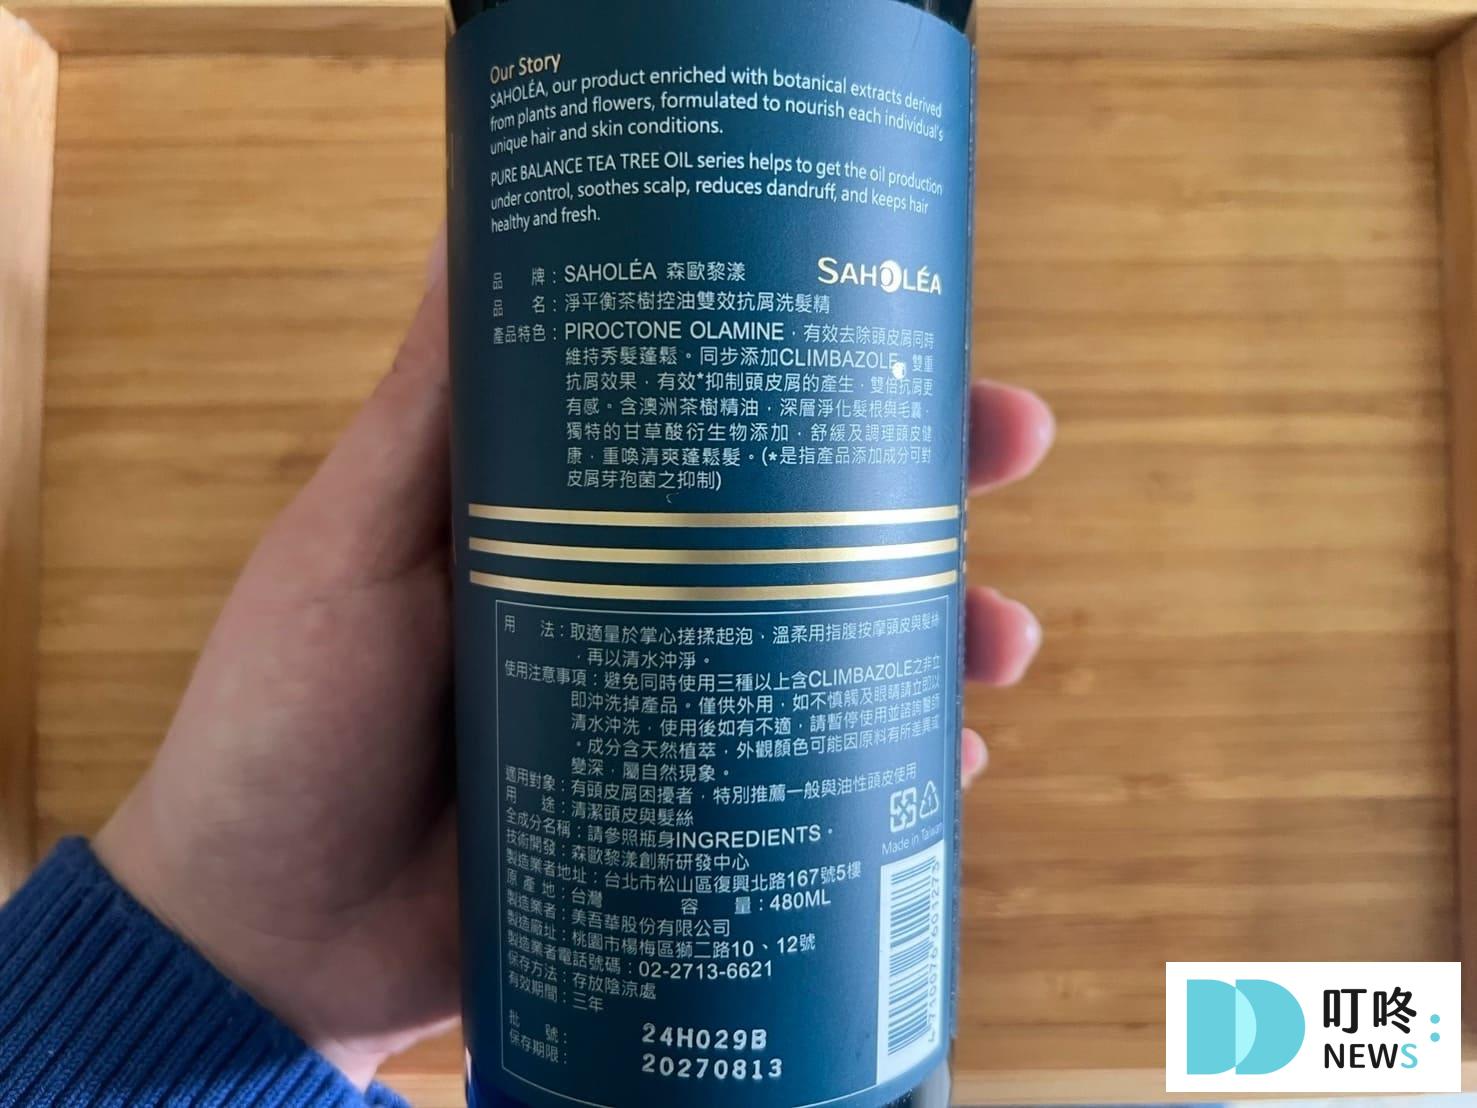 Our Story
SAHOLÉA, our product enriched with botanical extracts derived
from plants and flowers, formulated to nourish each individual's
unique hair and skin conditions.
PURE BALANCE TEA TREE OIL series helps to get the oil production
under control, soothes scalp, reduces dandruff, and keeps hair
healthy and fresh.
SAHOLÉA
品 牌：SAHOLÉA 森歐黎漾
品 名：淨平衡茶樹控油雙效抗屑洗髮精
產品特色：PIROCTONE OLAMINE，有效去除頭皮屑同時
維持秀髮蓬鬆。同步添加CLIMBAZOLE，雙重
抗屑效果，有效*抑制頭皮屑的產生，雙倍抗屑更
有感。含澳洲茶樹精油，深層淨化髮根與毛囊，
獨特的甘草酸衍生物添加，舒緩及調理頭皮健
康，重喚清爽蓬鬆髮。(*是指產品添加成分可對
皮屑芽孢菌之抑制)
用 法：取適量於掌心搓揉起泡、溫柔用指腹按摩頭皮與髮絲
，再以清水沖淨。
使用注意事項：避免同時使用三種以上含CLIMBAZOLE之非立
即沖洗掉產品。僅供外用，如不慎觸及眼睛請立即以
清水沖洗，使用後如有不適，請暫停使用並諮詢醫師
。成分含天然植萃，外觀顏色可能因原料有所差異或
變深，屬自然現象。
適用對象：有頭皮屑困擾者，特別推薦一般與油性頭皮使用
用 途：清潔頭皮與髮絲
全成分名稱：請參照瓶身INGREDIENTS。
技術開發：森歐黎漾創新研發中心
製造業者地址：台北市松山區復興北路167號5樓
原 產 地：台灣 容 量：480ML
製造業者：美吾華股份有限公司
製造廠址：桃園市楊梅區獅二路10、12號
製造業者電話號碼：02-2713-6621
保存方法：存放陰涼處
有效期間：三年
批 號： 24H029B
保存期限： 20270813
Made in Taiwan
4 710076 601273
叮咚
NEWS